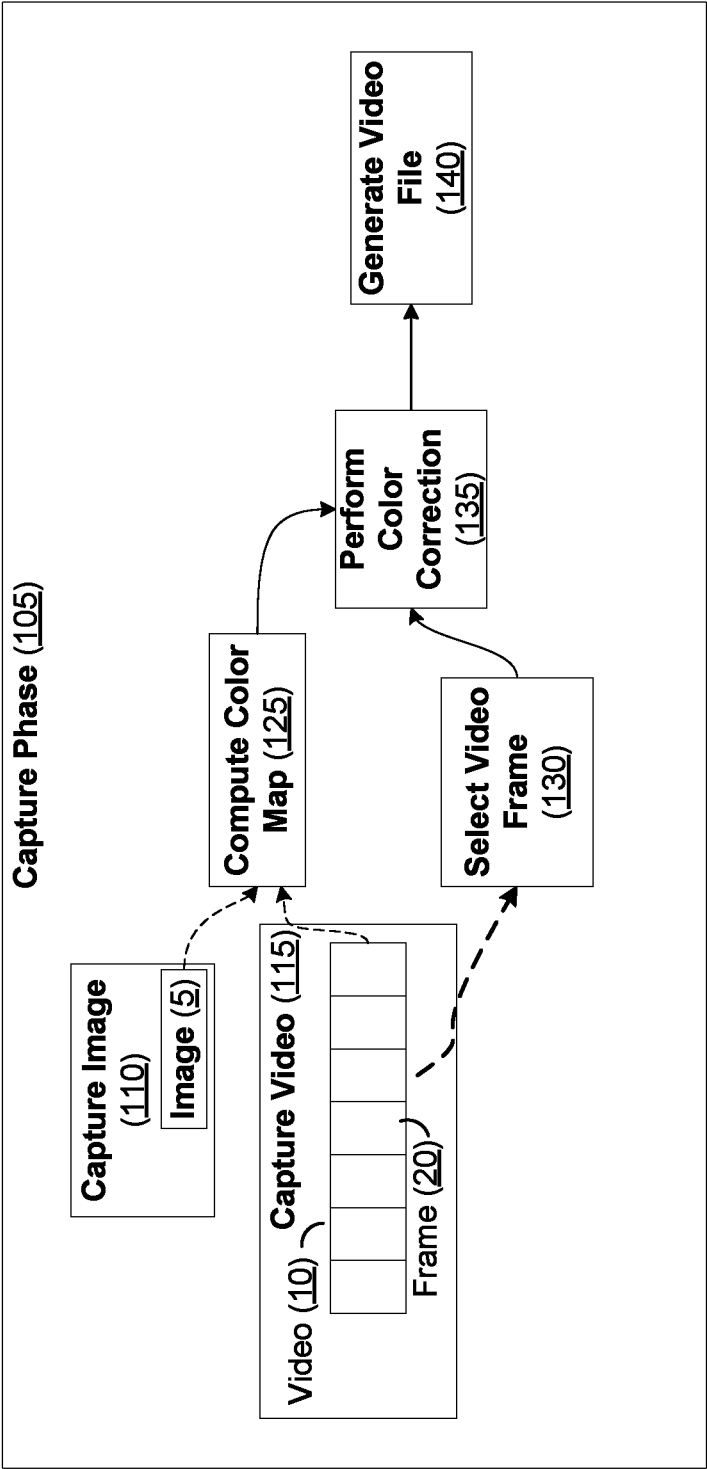 Capture Phase (105)
Capture Image
(110)
Image (5)
Capture Video (115)
Video (10)
Frame (20)
Compute Color
Map (125)
Select Video
Frame
(130)
Perform
Color
Correction
(135)
Generate Video
File
(140)